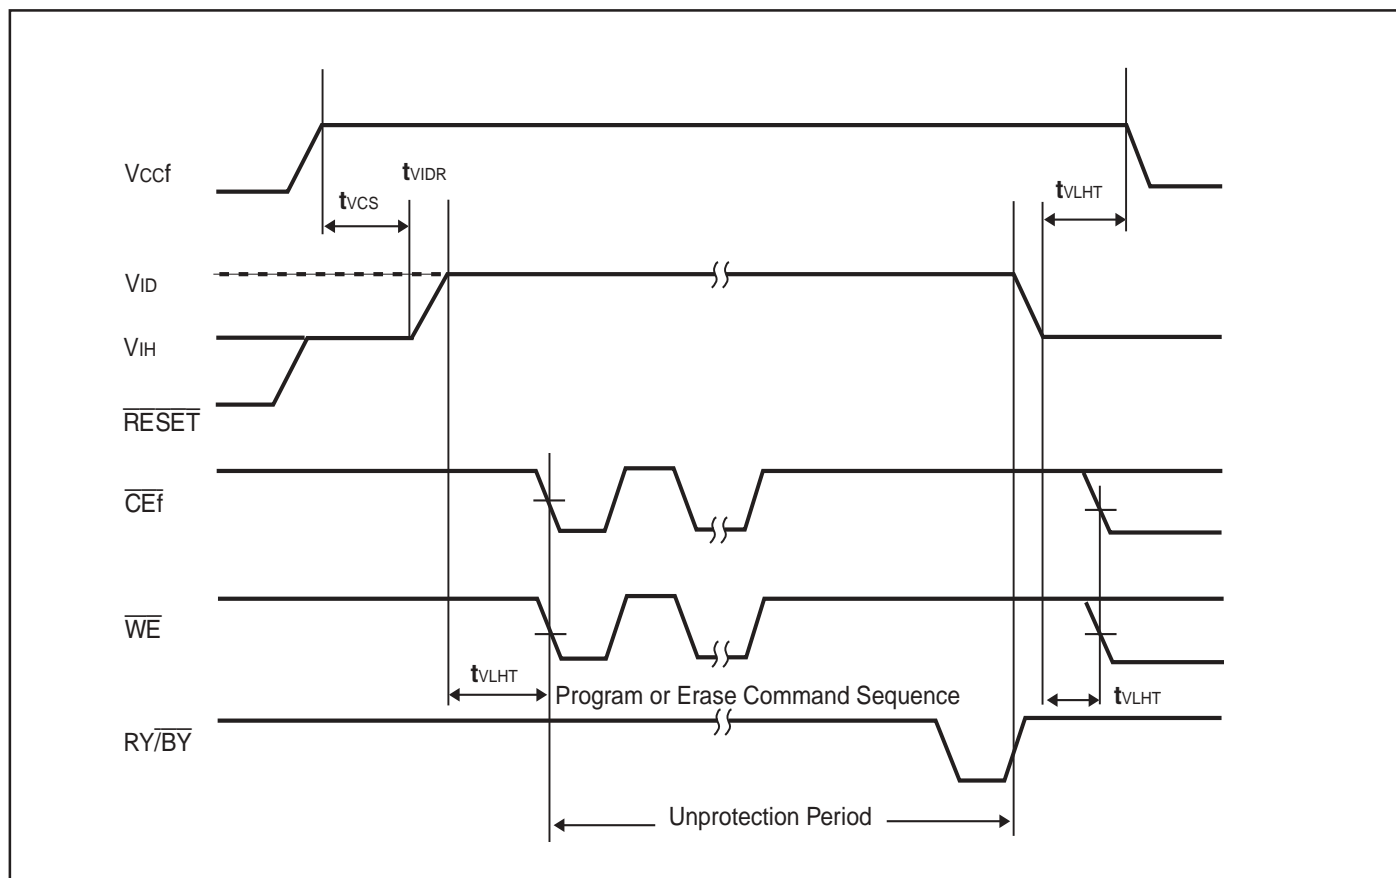 VCCf
tVIDR
tVCS
tVLHT
VID
VIH
RESET
CEf
WE
tVLHT
Program or Erase Command Sequence
tVLHT
RY/BY
Unprotection Period